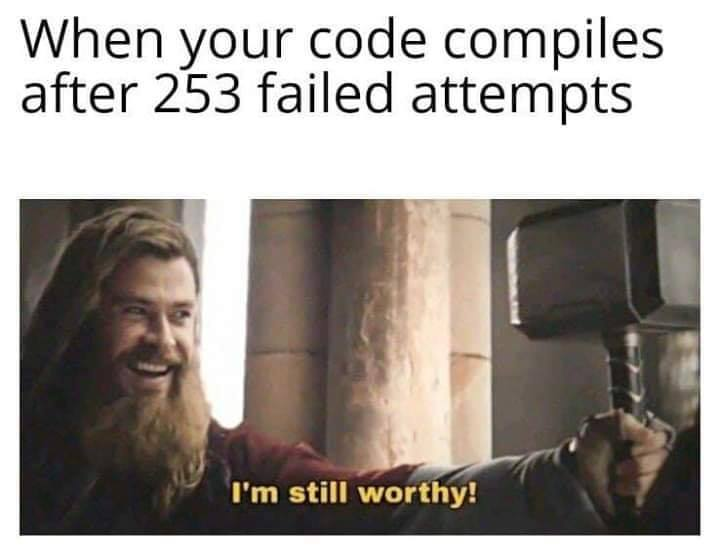 When your code compiles
after 253 failed attempts
I'm still worthy!